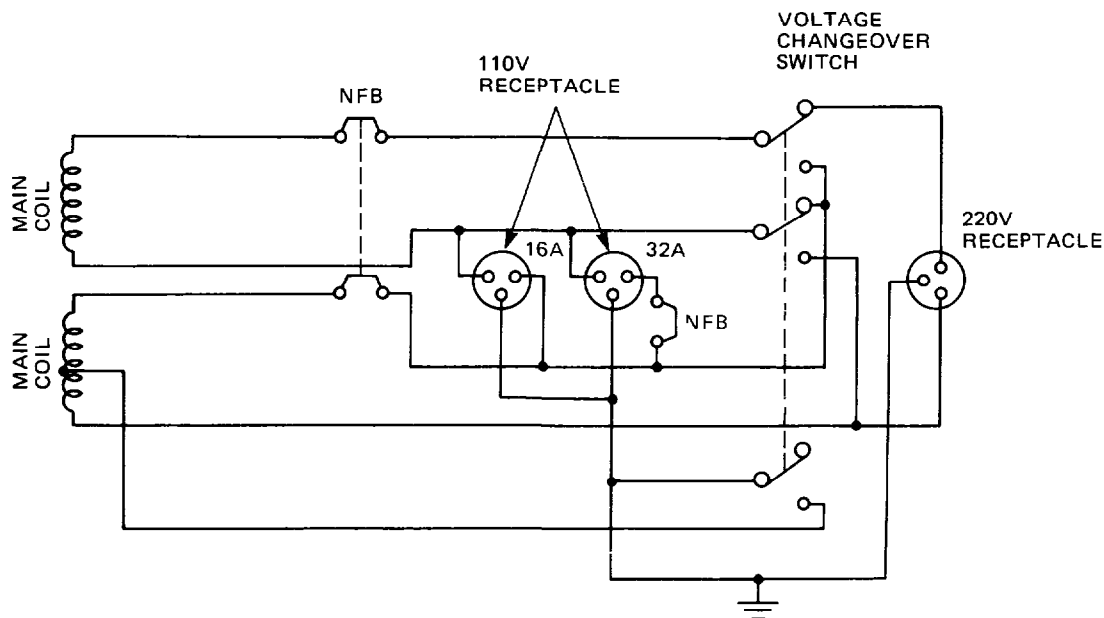 VOLTAGE
CHANGEOVER
SWITCH
110V
RECEPTACLE
NFB
MAIN
COIL
16A
32A
220V
RECEPTACLE
NFB
MAIN
COIL